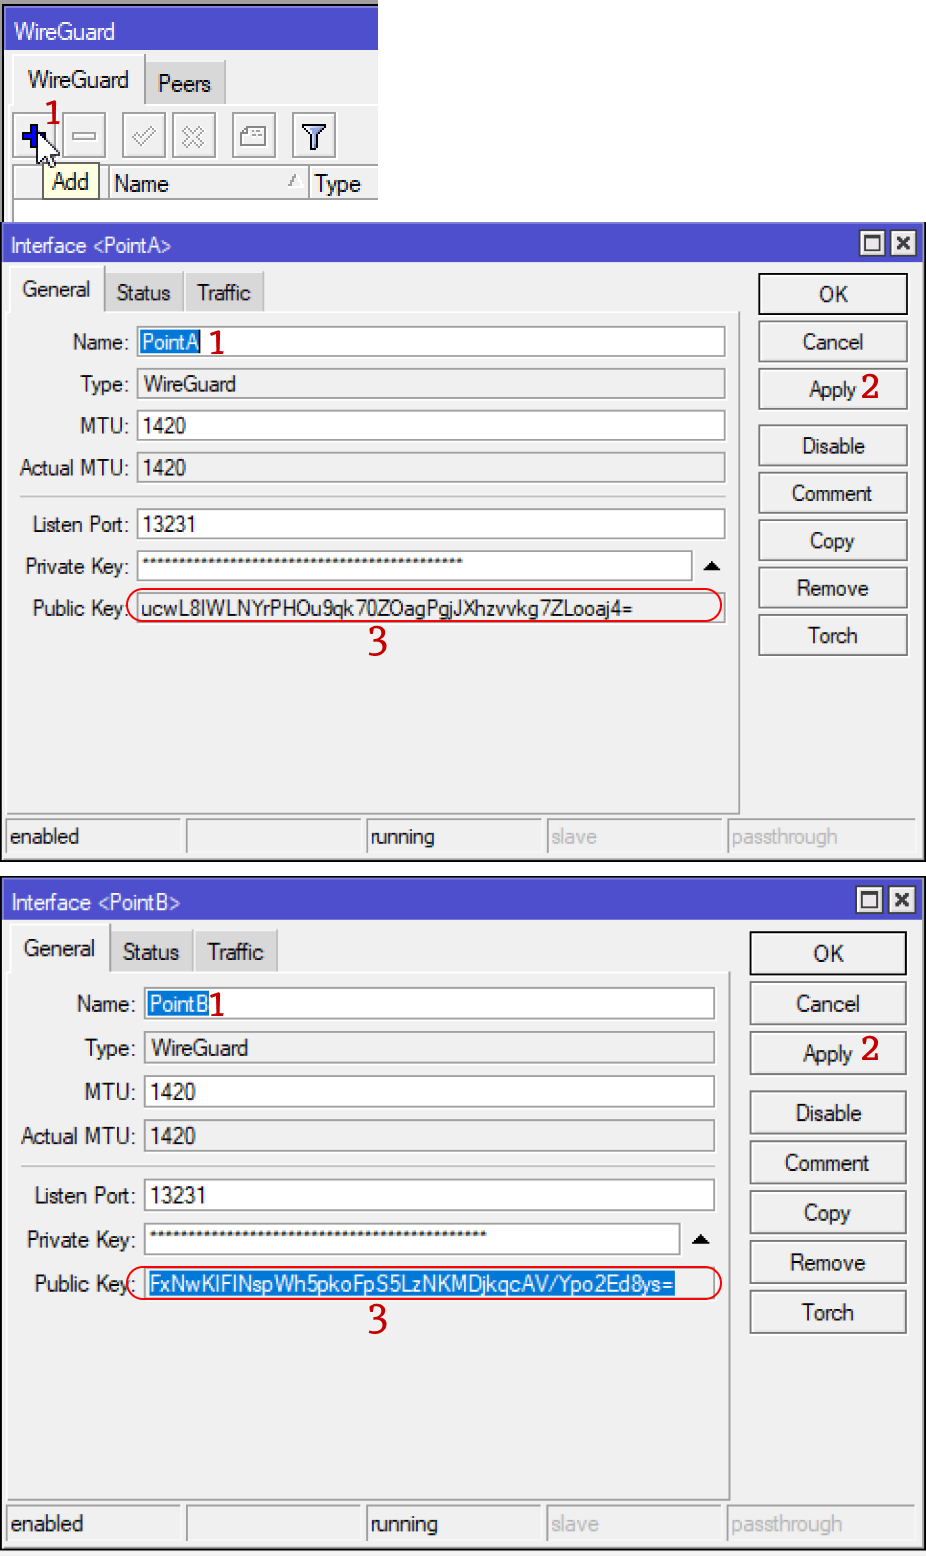 WireGuard
WireGuard Peers
1
Add Name Type
Interface <PointA>
General Status Traffic
OK
Name: PointA 1
Cancel
Type: WireGuard
Apply 2
MTU: 1420
Disable
Actual MTU: 1420
Comment
Listen Port: 13231
Copy
Private Key: ********************************************
Remove
Public Key: ucwL8IWLNYrPHOu9qk70ZOagPgjJXhzvvkg7ZLooaj4=
3
Torch
enabled running slave passthrough
Interface <PointB>
General Status Traffic
OK
Name: PointB 1
Cancel
Type: WireGuard
Apply 2
MTU: 1420
Disable
Actual MTU: 1420
Comment
Listen Port: 13231
Copy
Private Key: ********************************************
Remove
Public Key: FxNwKIFINspWh5pkoFpS5LzNKMDjkqcAV/Ypo2Ed8ys=
3
Torch
enabled running slave passthrough